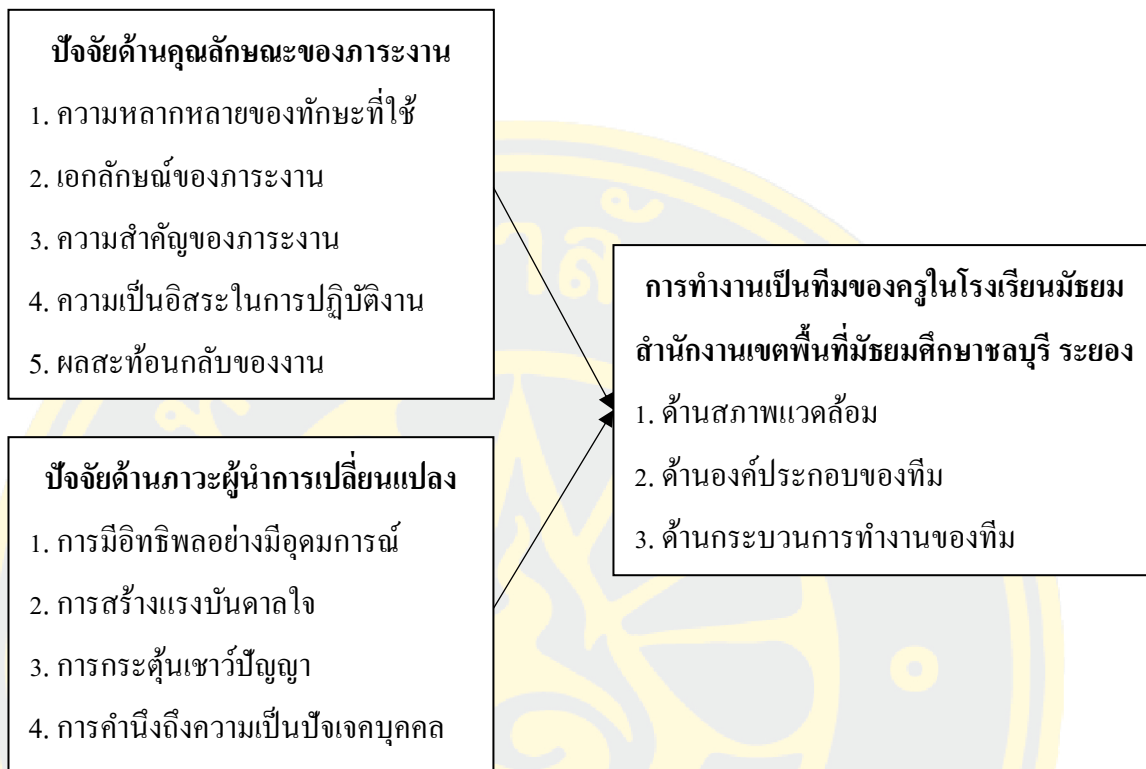 ปัจจัยด้านคุณลักษณะของภาระงาน
1. ความหลากหลายของทักษะที่ใช้
2. เอกลักษณ์ของภาระงาน
3. ความสำคัญของภาระงาน
4. ความเป็นอิสระในการปฏิบัติงาน
5. ผลสะท้อนกลับของงาน
ปัจจัยด้านภาวะผู้นำการเปลี่ยนแปลง
1. การมีอิทธิพลอย่างมีอุดมการณ์
2. การสร้างแรงบันดาลใจ
3. การกระตุ้นเชาว์ปัญญา
4. การคำนึงถึงความเป็นปัจเจคบุคคล
การทำงานเป็นทีมของครูในโรงเรียนมัธยม
สำนักงานเขตพื้นที่มัธยมศึกษาชลบุรี ระยอง
1. ด้านสภาพแวดล้อม
2. ด้านองค์ประกอบของทีม
3. ด้านกระบวนการทำงานของทีม